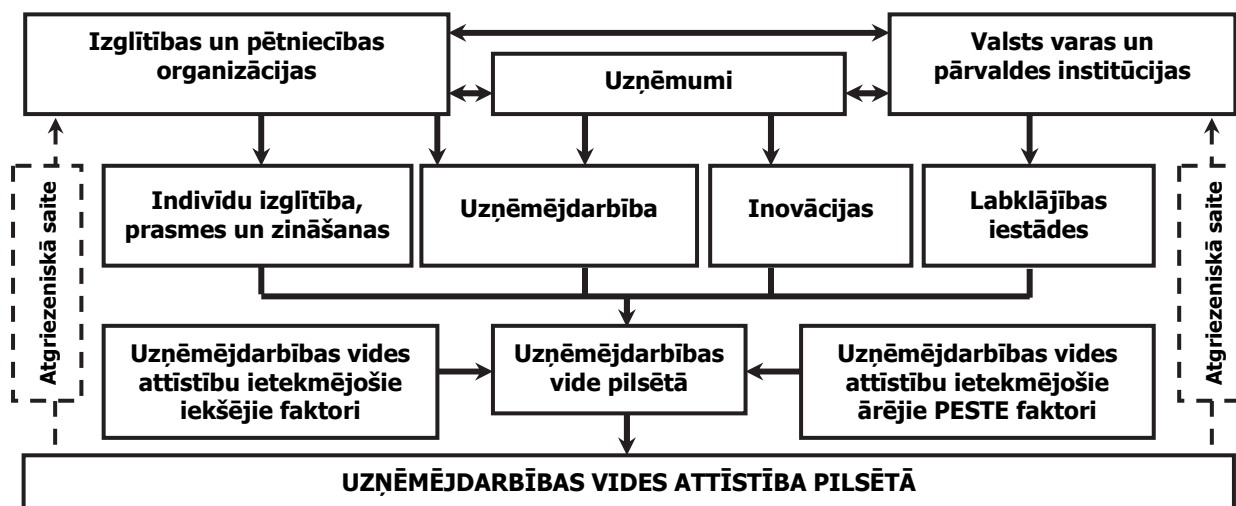 Izglītības un pētniecības
organizācijas
Uzņēmumi
Valsts varas un
pārvaldes institūcijas
Atgriezeniskā saite
Indivīdu izglītība,
prasmes un zināšanas
Uzņēmējdarbība
Inovācijas
Labklājības
iestādes
Atgriezeniskā saite
Uzņēmējdarbības vides
attīstību ietekmējošie
iekšējie faktori
Uzņēmējdarbības
vide pilsētā
Uzņēmējdarbības vides
attīstību ietekmējošie
ārējie PESTE faktori
UZŅĒMĒJDARBĪBAS VIDES ATTĪSTĪBA PILSĒTĀ